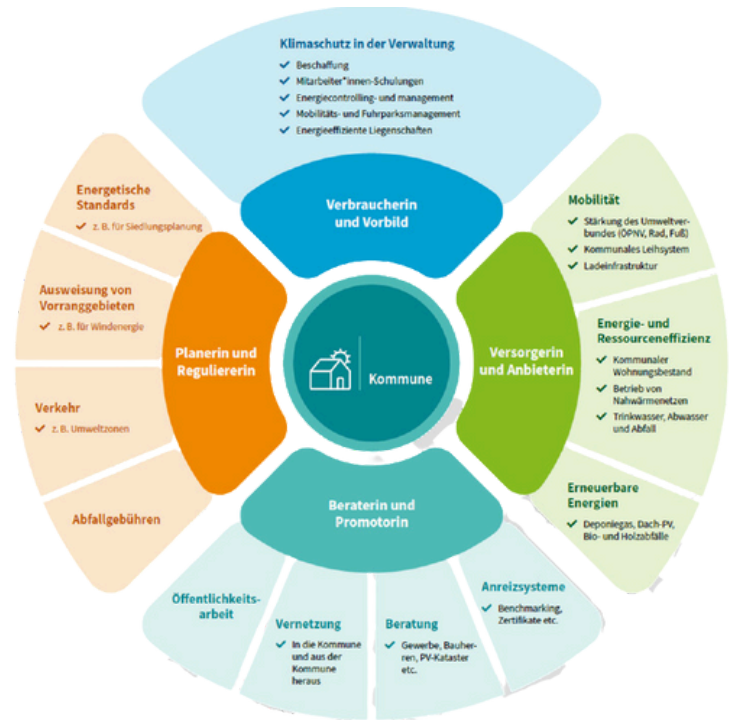 Klimaschutz in der Verwaltung
✓ Beschaffung
✓ Mitarbeiter*innen-Schulungen
✓ Energiecontrolling- und management
✓ Mobilitäts- und Fuhrparksmanagement
✓ Energieeffiziente Liegenschaften
Verbraucherin
und Vorbild
Mobilität
✓ Stärkung des Umweltver-
bundes (ÖPNV, Rad, Fuß)
✓ Kommunales Leihsystem
✓ Ladeinfrastruktur
Energie- und
Ressourceneffizienz
✓ Kommunaler
Wohnungsbestand
✓ Betrieb von
Nahwärmenetzen
✓ Trinkwasser, Abwasser
und Abfall
Erneuerbare
Energien
✓ Deponiegas, Dach-PV,
Bio- und Holzabfälle
Versorgerin
und Anbieterin
Kommune
Energetische
Standards
✓ z. B. für Siedlungsplanung
Ausweisung von
Vorranggebieten
✓ z. B. für Windenergie
Verkehr
✓ z. B. Umweltzonen
Abfallgebühren
Planerin und
Reguliererin
Beraterin und
Promotorin
Öffentlichkeits-
arbeit
Vernetzung
✓ In die Kommune
und aus der
Kommune
heraus
Beratung
✓ Gewerbe, Bauher-
ren, PV-Kataster
etc.
Anreizsysteme
✓ Benchmarking,
Zertifikate etc.